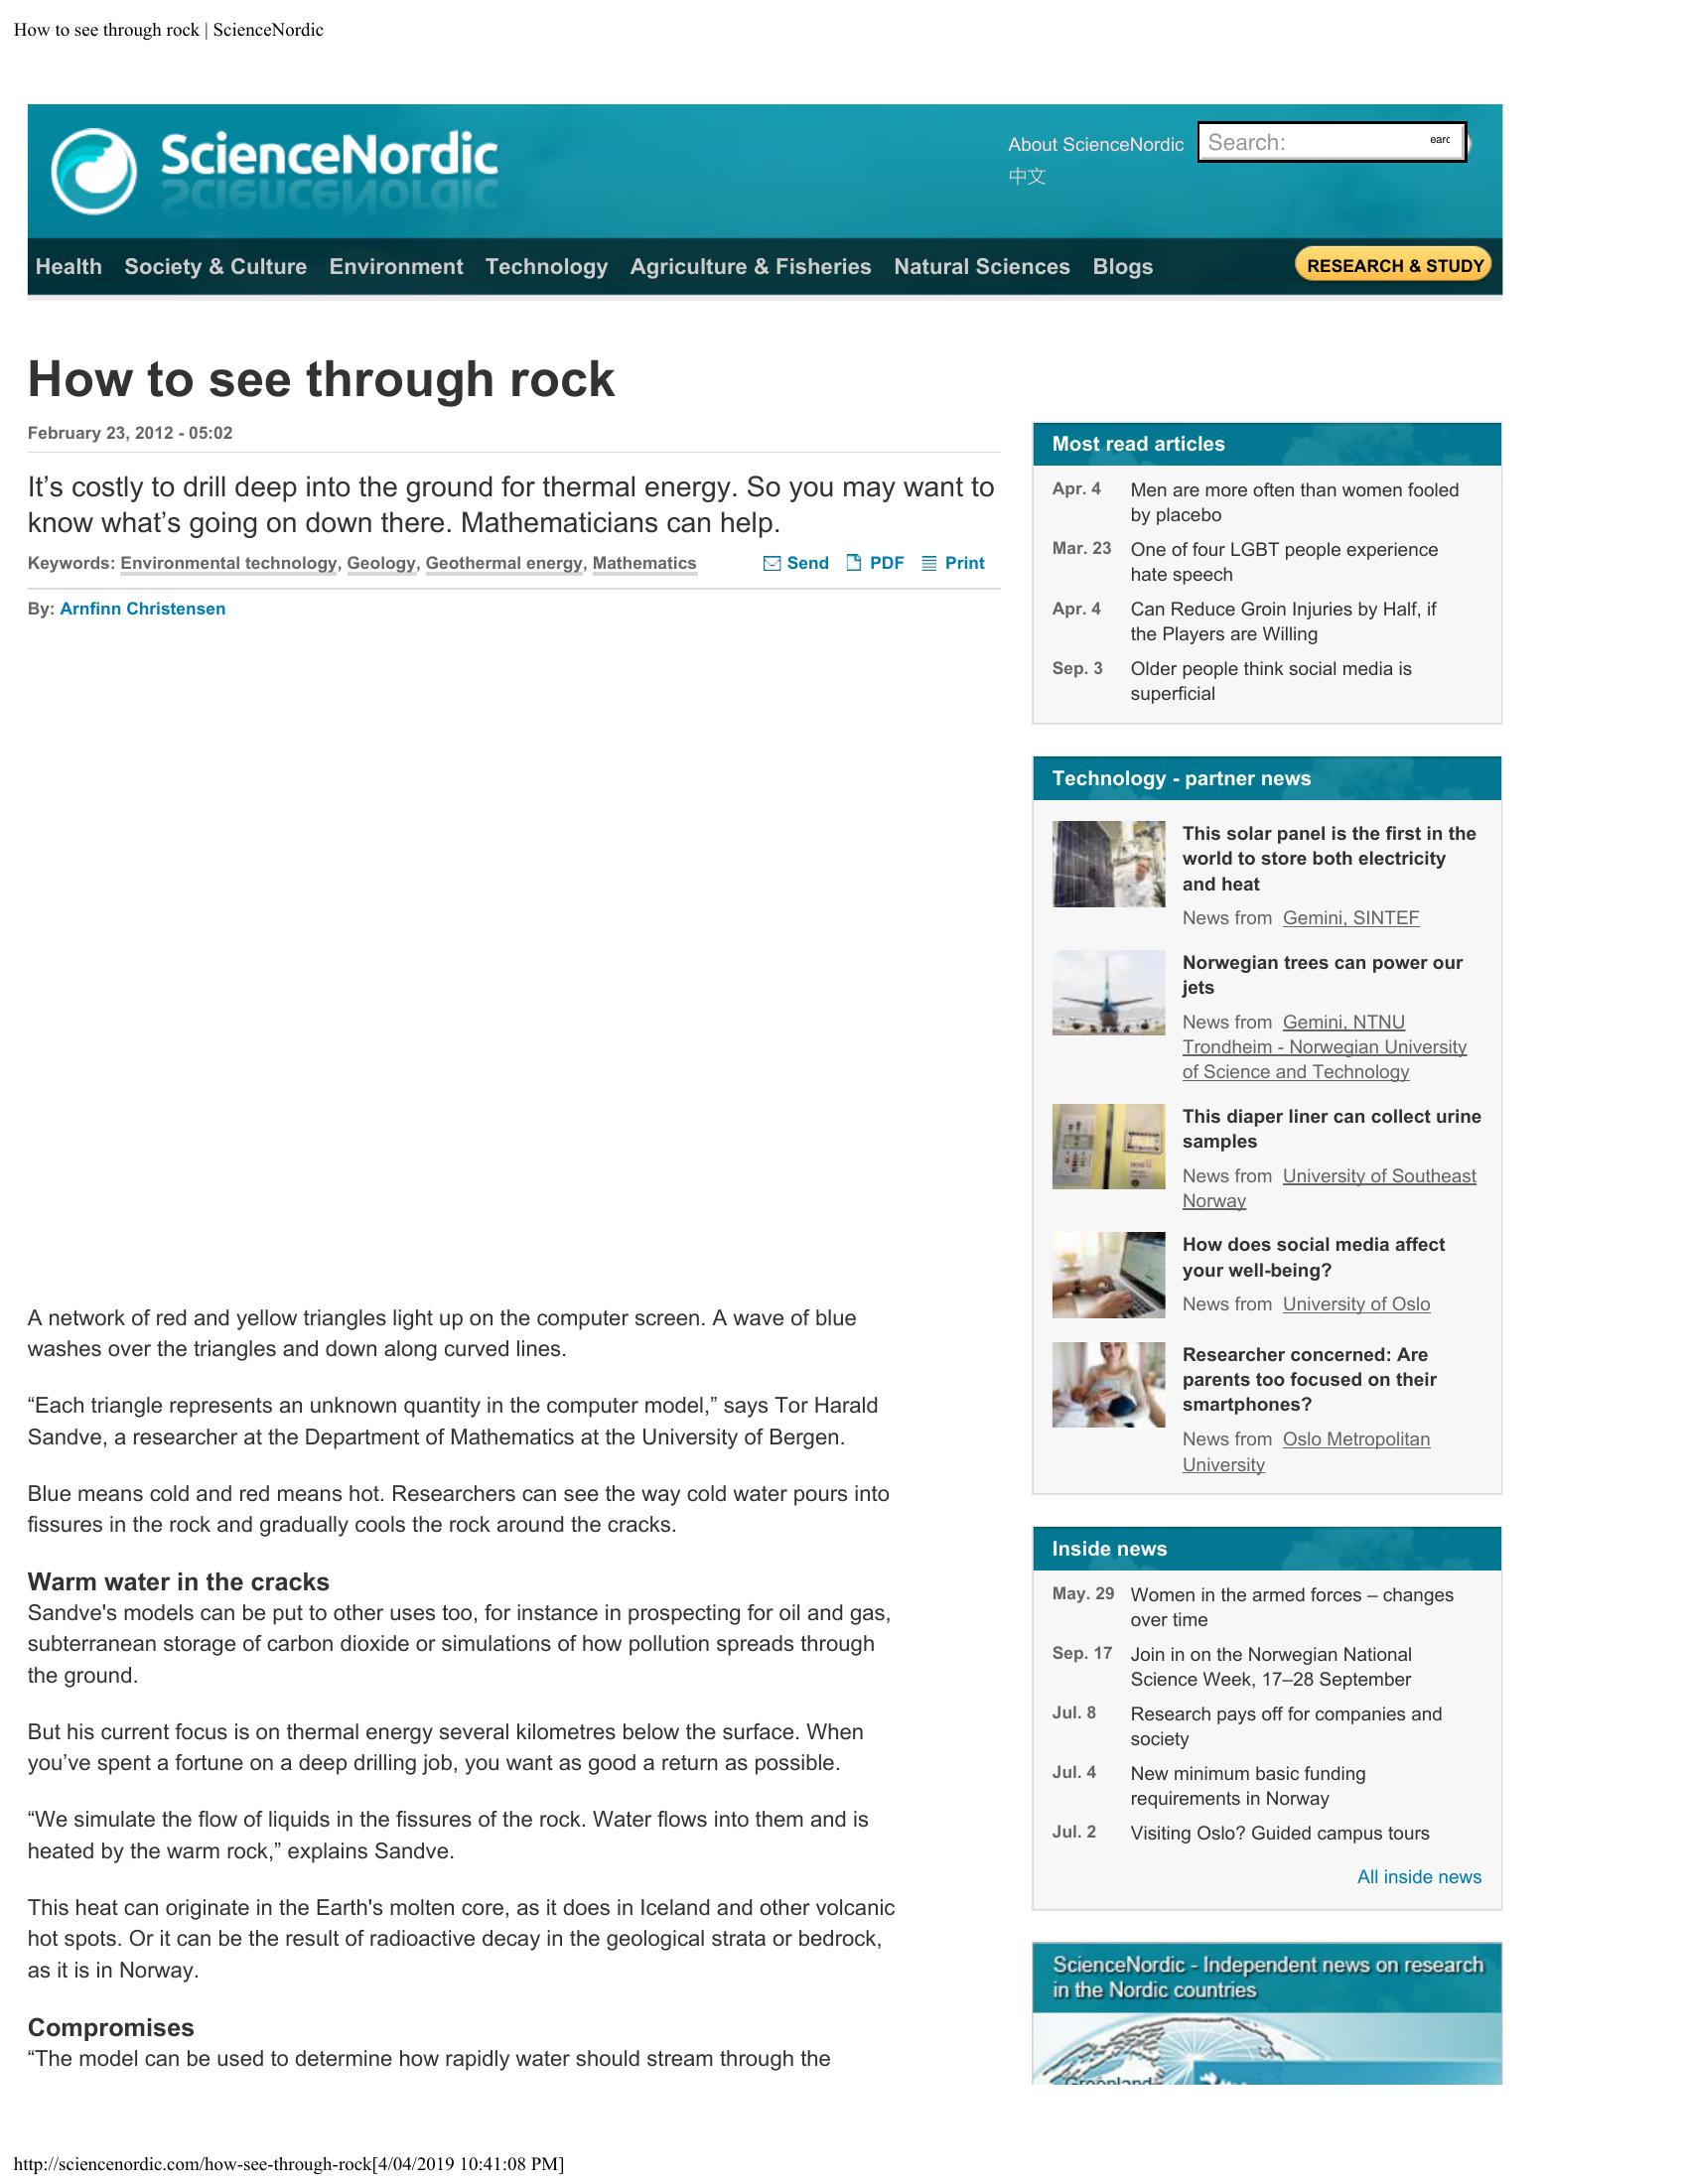 How to see through rock | ScienceNordic
ScienceNordic
About ScienceNordic
中文
Search:
Health Society & Culture Environment Technology Agriculture & Fisheries Natural Sciences Blogs
RESEARCH & STUDY
How to see through rock
February 23, 2012 - 05:02
It’s costly to drill deep into the ground for thermal energy. So you may want to
know what’s going on down there. Mathematicians can help.
Keywords: Environmental technology, Geology, Geothermal energy, Mathematics
Send PDF Print
By: Arnfinn Christensen
A network of red and yellow triangles light up on the computer screen. A wave of blue
washes over the triangles and down along curved lines.
“Each triangle represents an unknown quantity in the computer model,” says Tor Harald
Sandve, a researcher at the Department of Mathematics at the University of Bergen.
Blue means cold and red means hot. Researchers can see the way cold water pours into
fissures in the rock and gradually cools the rock around the cracks.
Warm water in the cracks
Sandve's models can be put to other uses too, for instance in prospecting for oil and gas,
subterranean storage of carbon dioxide or simulations of how pollution spreads through
the ground.
But his current focus is on thermal energy several kilometres below the surface. When
you’ve spent a fortune on a deep drilling job, you want as good a return as possible.
“We simulate the flow of liquids in the fissures of the rock. Water flows into them and is
heated by the warm rock,” explains Sandve.
This heat can originate in the Earth's molten core, as it does in Iceland and other volcanic
hot spots. Or it can be the result of radioactive decay in the geological strata or bedrock,
as it is in Norway.
Compromises
“The model can be used to determine how rapidly water should stream through the
Most read articles
Apr. 4 Men are more often than women fooled
by placebo
Mar. 23 One of four LGBT people experience
hate speech
Apr. 4 Can Reduce Groin Injuries by Half, if
the Players are Willing
Sep. 3 Older people think social media is
superficial
Technology - partner news
This solar panel is the first in the
world to store both electricity
and heat
News from Gemini, SINTEF
Norwegian trees can power our
jets
News from Gemini, NTNU
Trondheim - Norwegian University
of Science and Technology
This diaper liner can collect urine
samples
News from University of Southeast
Norway
How does social media affect
your well-being?
News from University of Oslo
Researcher concerned: Are
parents too focused on their
smartphones?
News from Oslo Metropolitan
University
Inside news
May. 29 Women in the armed forces – changes
over time
Sep. 17 Join in on the Norwegian National
Science Week, 17–28 September
Jul. 8 Research pays off for companies and
society
Jul. 4 New minimum basic funding
requirements in Norway
Jul. 2 Visiting Oslo? Guided campus tours
All inside news
ScienceNordic - Independent news on research
in the Nordic countries
Greenland
http://sciencenordic.com/how-see-through-rock[4/04/2019 10:41:08 PM]